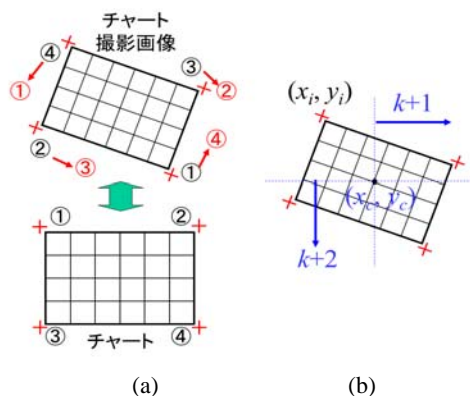 チャート
撮影画像
④
③
①
②
②
③
④
①
①
②
③
④
チャート
(a)
(x_i, y_i)
k+1
(x_c, y_c)
k+2
(b)